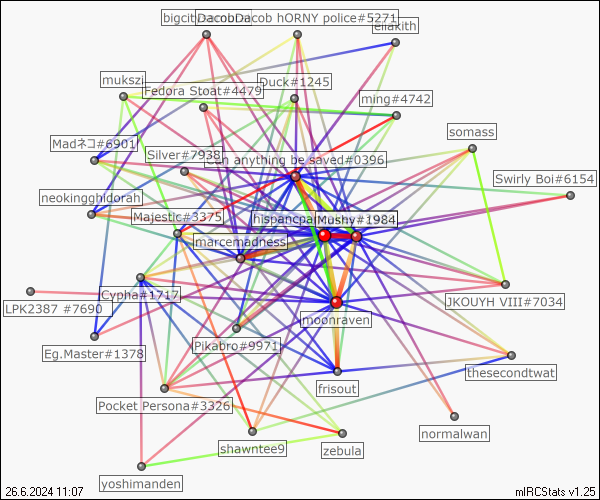 bigcity
DacobDacob hORNY police#5271
eliakith
mukszi
Duck#1245
Fedora Stoat#4479
ming#4742
somass
Madネコ#6901
Silver#7938
can anything be saved#0396
Swirly Boi#6154
neokingghidorah
Majestic#3375
Mushy#1984
marcemadness
LPK2387 #7690
Cypha#1717
JKOUYH VIII#7034
moonraven
Eg.Master#1378
Pikabro#9971
thesecondtwat
frisout
Pocket Persona#3326
normalwan
shawntee9
zebula
yoshimanden
26.6.2024 11:07
mIRCStats v1.25